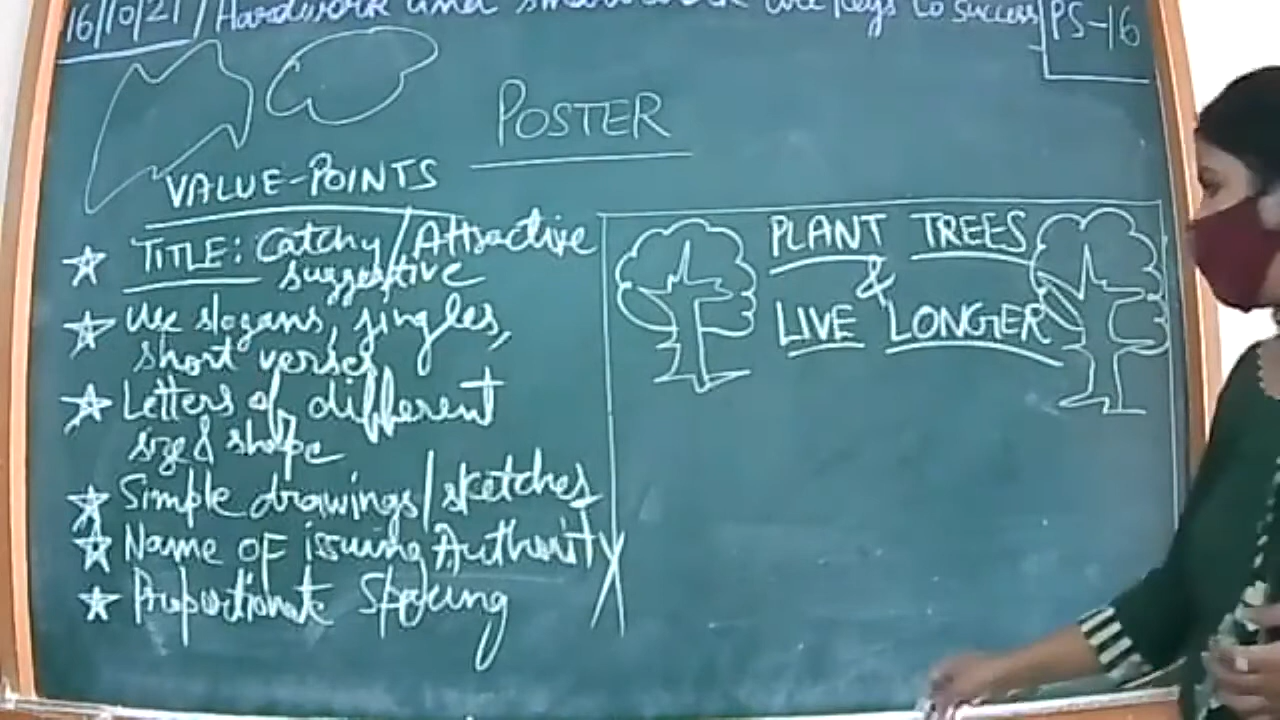 16/10/21 / Hardwork and smartwork are keys to success
PS-16
POSTER
VALUE-POINTS
TITLE: Catchy / Attractive
suggestive
Use slogans, jingles,
short verses
Letters of different
size & shape
Simple drawings / sketches
Name of issuing Authority
Proportionate Spacing
PLANT TREES
&
LIVE LONGER